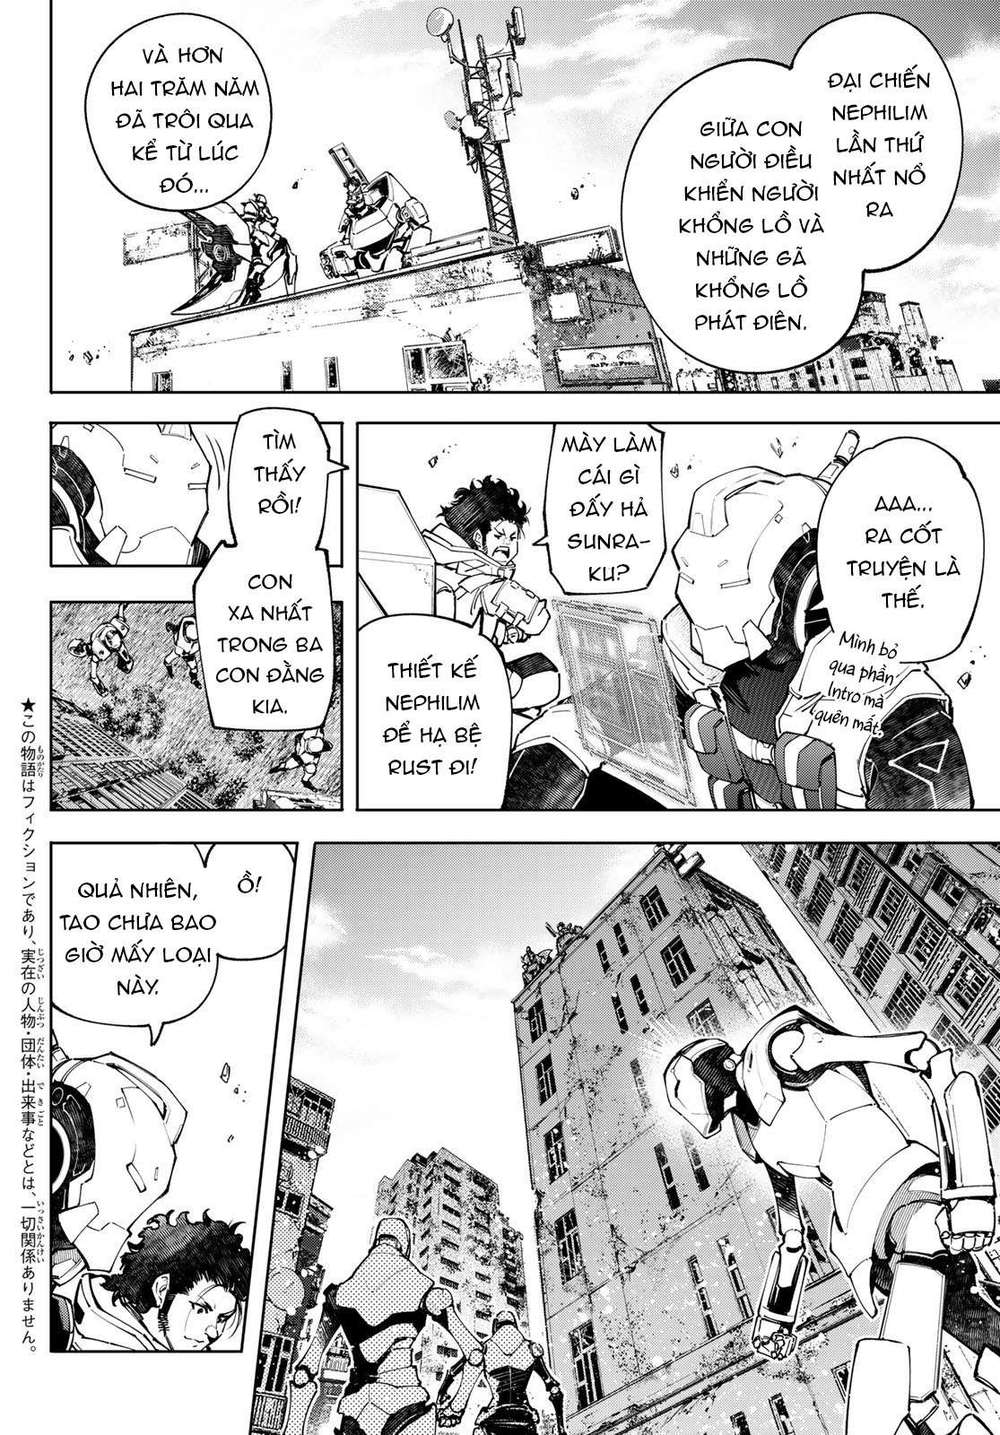 ĐẠI CHIẾN
NEPHILIM
LẦN THỨ
NHẤT NỔ
RA
GIỮA CON
NGƯỜI ĐIỀU
KHIỂN NGƯỜI
KHỔNG LỒ VÀ
NHỮNG GÃ
KHỔNG LỒ
PHÁT ĐIÊN.
VÀ HƠN
HAI TRĂM NĂM
ĐÃ TRÔI QUA
KỂ TỪ LÚC
ĐÓ...
AAA...
RA CỐT
TRUYỆN LÀ
THẾ.
Mình bỏ
qua phần
Intro mà
quên mất.
MÀY LÀM
CÁI GÌ
ĐẤY HẢ
SUNRA-
KU?
THIẾT KẾ
NEPHILIM
ĐỂ HẠ BỆ
RUST ĐI!
TÌM
THẤY
RỒI!
CON
XA NHẤT
TRONG BA
CON ĐẰNG
KIA.
Ồ!
QUẢ NHIÊN,
TAO CHƯA BAO
GIỜ MẤY LOẠI
NÀY.
★この物語はフィクションであり、実在の人物・団体・出来事などとは、一切関係ありません。